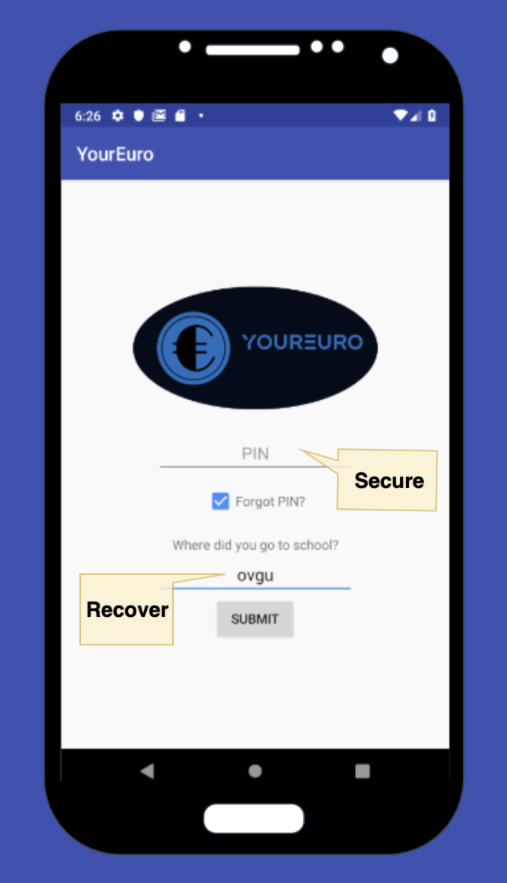 6:26
YourEuro
YOUREURO
PIN
Secure
Forgot PIN?
Where did you go to school?
ovgu
Recover
SUBMIT